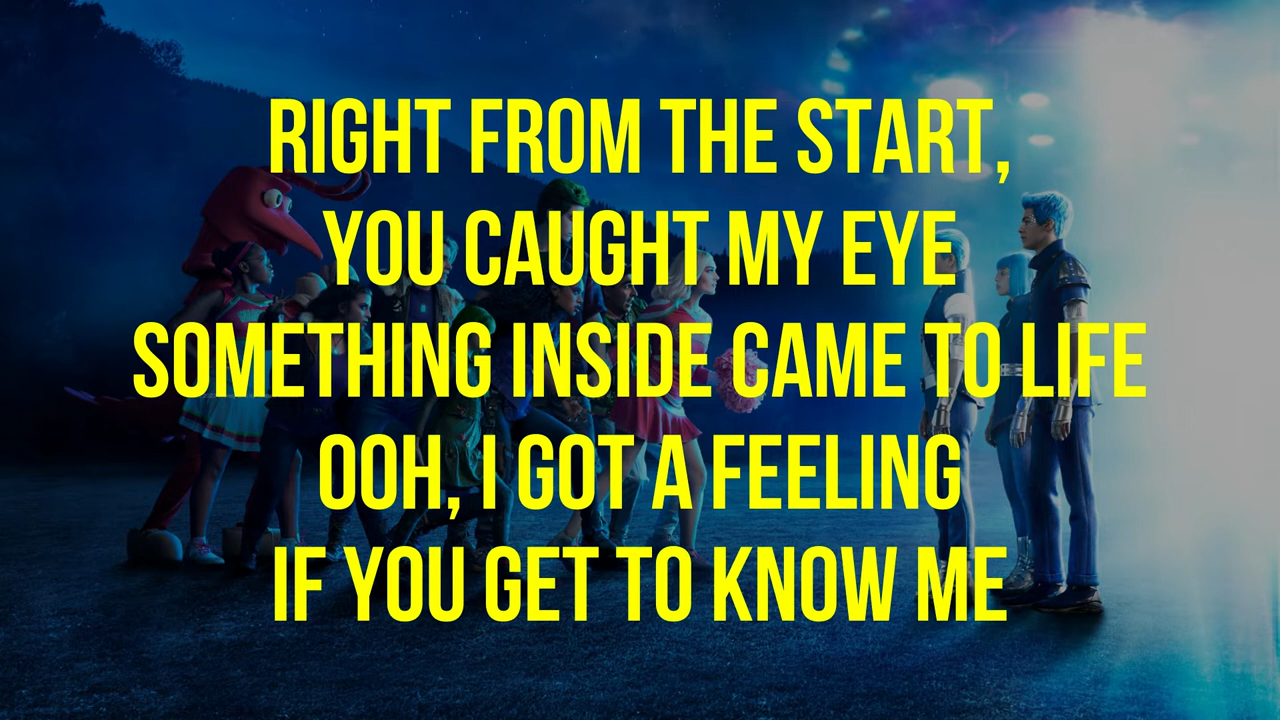 RIGHT FROM THE START,
YOU CAUGHT MY EYE
SOMETHING INSIDE CAME TO LIFE
OOH, I GOT A FEELING
IF YOU GET TO KNOW ME